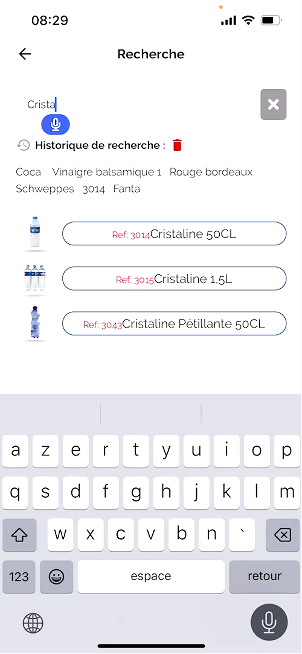 08:29
Recherche
Crista
Historique de recherche :
Coca Vinaigre balsamique 1 Rouge bordeaux
Schweppes 3014 Fanta
Ref: 3014Cristaline 50CL
Ref: 3015Cristaline 1,5L
Ref: 3043Cristaline Pétillante 50CL
a z e r t y u i o p
q s d f g h j k l m
w x c v b n `
123 espace retour